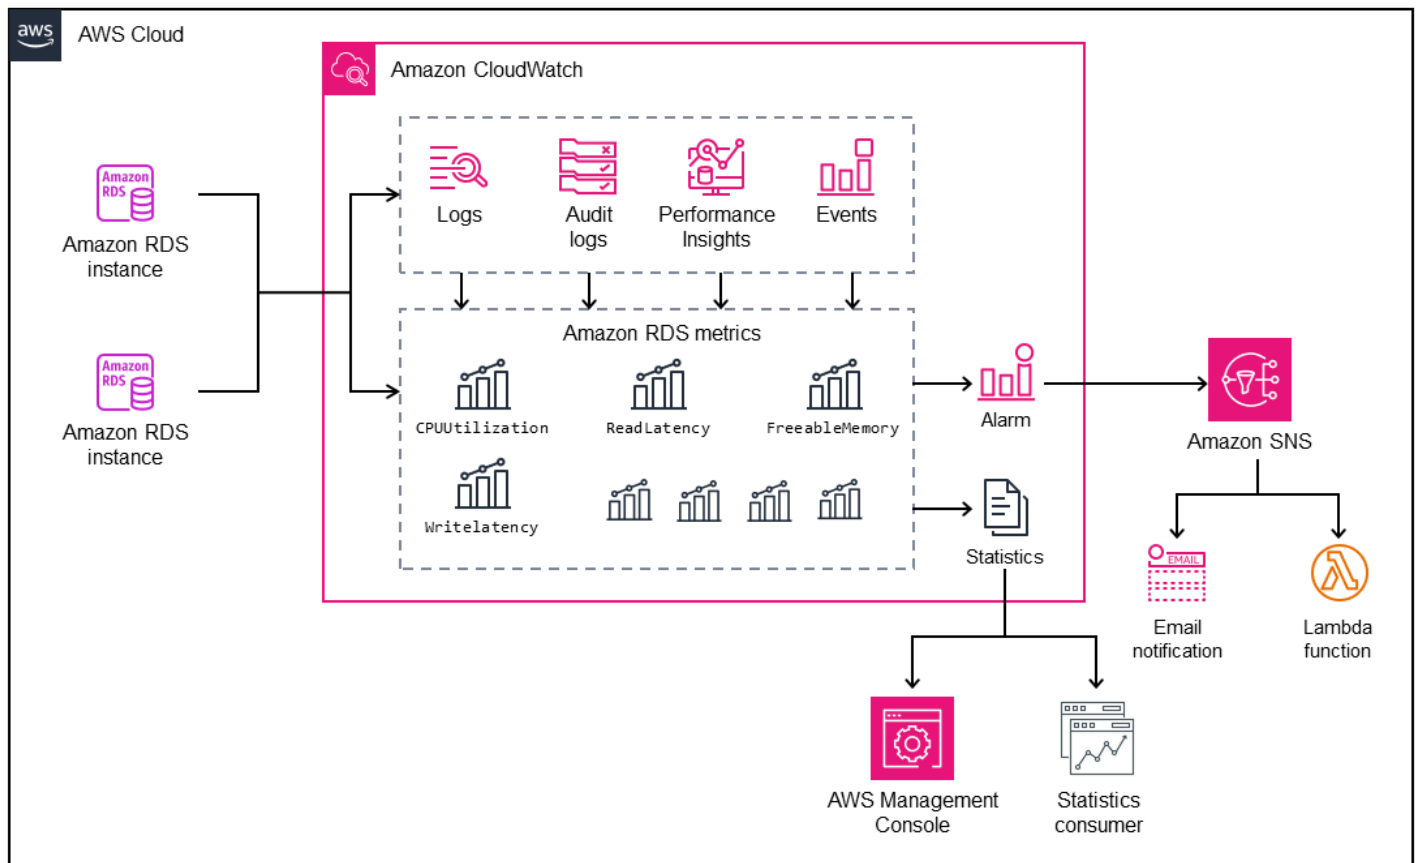 aws
AWS Cloud
Amazon CloudWatch
Logs
Audit
logs
Performance
Insights
Events
Amazon
RDS
Amazon RDS
instance
Amazon
RDS
Amazon RDS
instance
Amazon RDS metrics
CPUUtilization
ReadLatency
FreeableMemory
Writelatency
Alarm
Statistics
Amazon SNS
EMAIL
Email
notification
Lambda
function
AWS Management
Console
Statistics
consumer